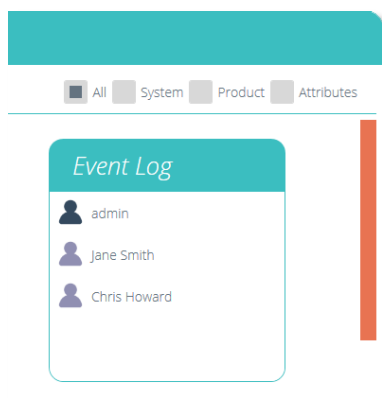 All System Product Attributes
Event Log
admin
Jane Smith
Chris Howard